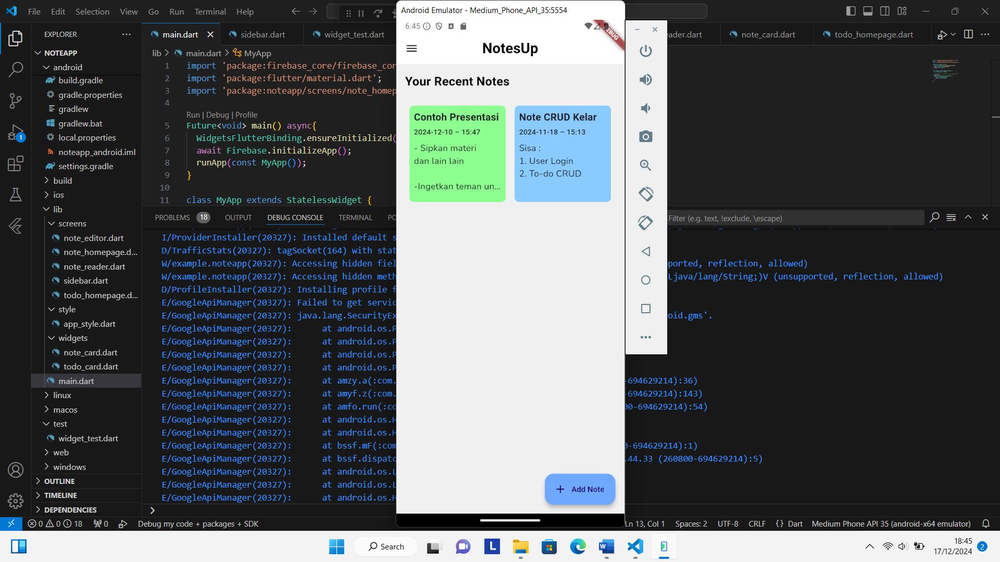 File Edit Selection View Go Run Terminal Help
EXPLORER
NOTEAPP
android
build.gradle
gradle.properties
gradlew
gradlew.bat
local.properties
noteapp_android.iml
settings.gradle
build
ios
lib
screens
note_editor.dart
note_homepage.d...
note_reader.dart
sidebar.dart
todo_homepage.d...
style
app_style.dart
widgets
note_card.dart
todo_card.dart
main.dart
linux
macos
test
widget_test.dart
web
windows
OUTLINE
TIMELINE
DEPENDENCIES
1
main.dart sidebar.dart widget_test.dart eader.dart note_card.dart todo_homepage.dart
lib main.dart MyApp
1 import 'package:firebase_core/firebase_cor
2 import 'package:flutter/material.dart';
3 import 'package:noteapp/screens/note_homep
4
Run | Debug | Profile
5 Future<void> main() async{
6 WidgetsFlutterBinding.ensureInitialized(
7 await Firebase.initializeApp();
8 runApp(const MyApp());
9 }
10
11 class MyApp extends StatelessWidget {
PROBLEMS 18 OUTPUT DEBUG CONSOLE TERMINAL PO
Filter (e.g. text, !exclude, \escape)
I/ProviderInstaller(20327): Installed default s
D/TrafficStats(20327): tagSocket(164) with stat
W/example.noteapp(20327): Accessing hidden fiel ported, reflection, allowed)
W/example.noteapp(20327): Accessing hidden meth Ljava/lang/String;)V (unsupported, reflection, allowed)
D/ProfileInstaller(20327): Installing profile f
E/GoogleApiManager(20327): Failed to get servic
E/GoogleApiManager(20327): java.lang.SecurityEx oid.gms'.
E/GoogleApiManager(20327): at android.os.P
E/GoogleApiManager(20327): at android.os.P
E/GoogleApiManager(20327): at android.os.P
E/GoogleApiManager(20327): at android.os.P
E/GoogleApiManager(20327): at amzy.a(:com. -694629214):36)
E/GoogleApiManager(20327): at amyf.z(:com. -694629214):143)
E/GoogleApiManager(20327): at amfo.run(:co 00-694629214):54)
E/GoogleApiManager(20327): at android.os.H
E/GoogleApiManager(20327): at android.os.H
E/GoogleApiManager(20327): at bssf.mF(:com 0-694629214):1)
E/GoogleApiManager(20327): at bssf.dispatc .44.33 (260800-694629214):5)
E/GoogleApiManager(20327): at android.os.L
E/GoogleApiManager(20327): at android.os.L
E/GoogleApiManager(20327): at android.os.H
Android Emulator - Medium_Phone_API_35:5554
6:45
DEBUG
NotesUp
Your Recent Notes
Contoh Presentasi
2024-12-10 – 15:47
- Sipkan materi
dan lain lain
-Ingetkan teman un...
Note CRUD Kelar
2024-11-18 – 15:13
Sisa :
1. User Login
2. To-do CRUD
+ Add Note
0 0 18 0 Debug my code + packages + SDK Ln 13, Col 1 Spaces: 2 UTF-8 CRLF {} Dart Medium Phone API 35 (android-x64 emulator)
Search
L
W
18:45
17/12/2024
2